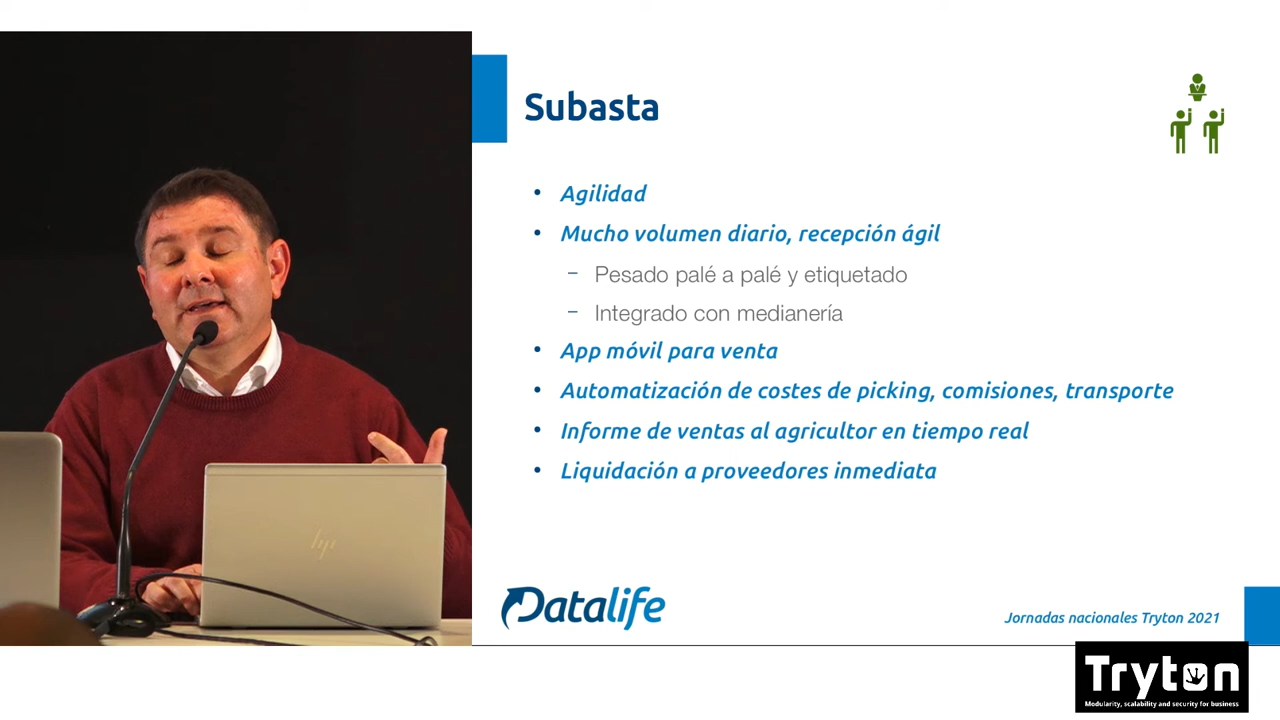 Subasta
Agilidad
Mucho volumen diario, recepción ágil
Pesado palé a palé y etiquetado
Integrado con medianería
App móvil para venta
Automatización de costes de picking, comisiones, transporte
Informe de ventas al agricultor en tiempo real
Liquidación a proveedores inmediata
hp
Datalife
Jornadas nacionales Tryton 2021
Tryton
Modularity, scalability and security for business